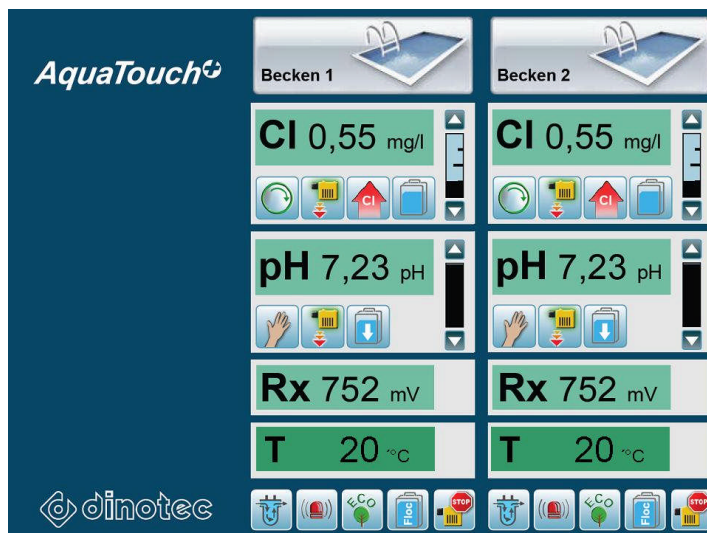 AquaTouch
Becken 1
Becken 2
Cl 0,55 mg/l
Cl 0,55 mg/l
Cl
Cl
pH 7,23 pH
pH 7,23 pH
Rx 752 mV
Rx 752 mV
T 20 °C
T 20 °C
dinotec
ECO
Floc
STOP
ECO
Floc
STOP